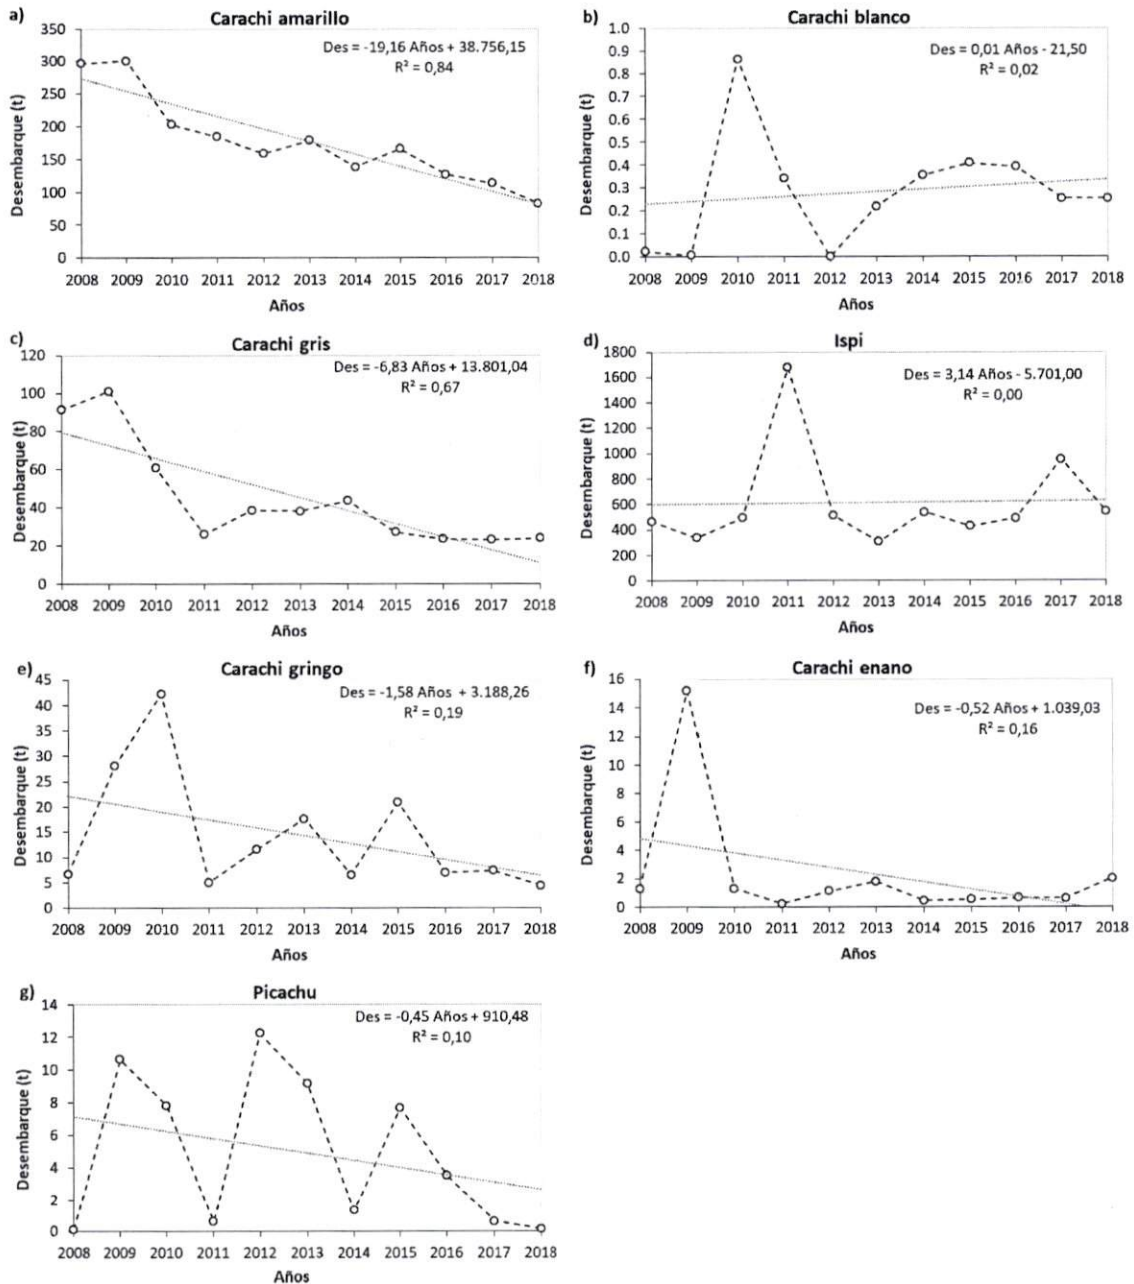 a)
Carachi amarillo
Des = -19,16 Años + 38.756,15
R² = 0,84
Desembarque (t)
350
300
250
200
150
100
50
0
2008 2009 2010 2011 2012 2013 2014 2015 2016 2017 2018
Años
b)
Carachi blanco
Des = 0,01 Años - 21,50
R² = 0,02
Desembarque (t)
1.0
0.9
0.8
0.7
0.6
0.5
0.4
0.3
0.2
0.1
0.0
2008 2009 2010 2011 2012 2013 2014 2015 2016 2017 2018
Años
c)
Carachi gris
Des = -6,83 Años + 13.801,04
R² = 0,67
Desembarque (t)
120
100
80
60
40
20
0
2008 2009 2010 2011 2012 2013 2014 2015 2016 2017 2018
Años
d)
Ispi
Des = 3,14 Años - 5.701,00
R² = 0,00
Desembarque (t)
1800
1600
1400
1200
1000
800
600
400
200
0
2008 2009 2010 2011 2012 2013 2014 2015 2016 2017 2018
Años
e)
Carachi gringo
Des = -1,58 Años + 3.188,26
R² = 0,19
Desembarque (t)
45
40
35
30
25
20
15
10
5
0
2008 2009 2010 2011 2012 2013 2014 2015 2016 2017 2018
Años
f)
Carachi enano
Des = -0,52 Años + 1.039,03
R² = 0,16
Desembarque (t)
16
14
12
10
8
6
4
2
0
2008 2009 2010 2011 2012 2013 2014 2015 2016 2017 2018
Años
g)
Picachu
Des = -0,45 Años + 910,48
R² = 0,10
Desembarque (t)
14
12
10
8
6
4
2
0
2008 2009 2010 2011 2012 2013 2014 2015 2016 2017 2018
Años